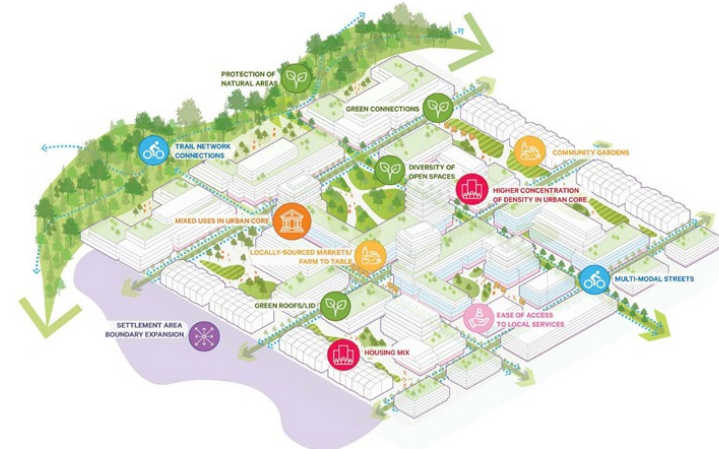 PROTECTION OF
NATURAL AREAS
GREEN CONNECTIONS
TRAIL NETWORK
CONNECTIONS
COMMUNITY GARDENS
DIVERSITY OF
OPEN SPACES
HIGHER CONCENTRATION
OF DENSITY IN URBAN CORE
MIXED USES IN URBAN CORE
LOCALLY-SOURCED MARKETS/
FARM TO TABLE
MULTI-MODAL STREETS
GREEN ROOFS/LID
EASE OF ACCESS
TO LOCAL SERVICES
SETTLEMENT AREA
BOUNDARY EXPANSION
HOUSING MIX